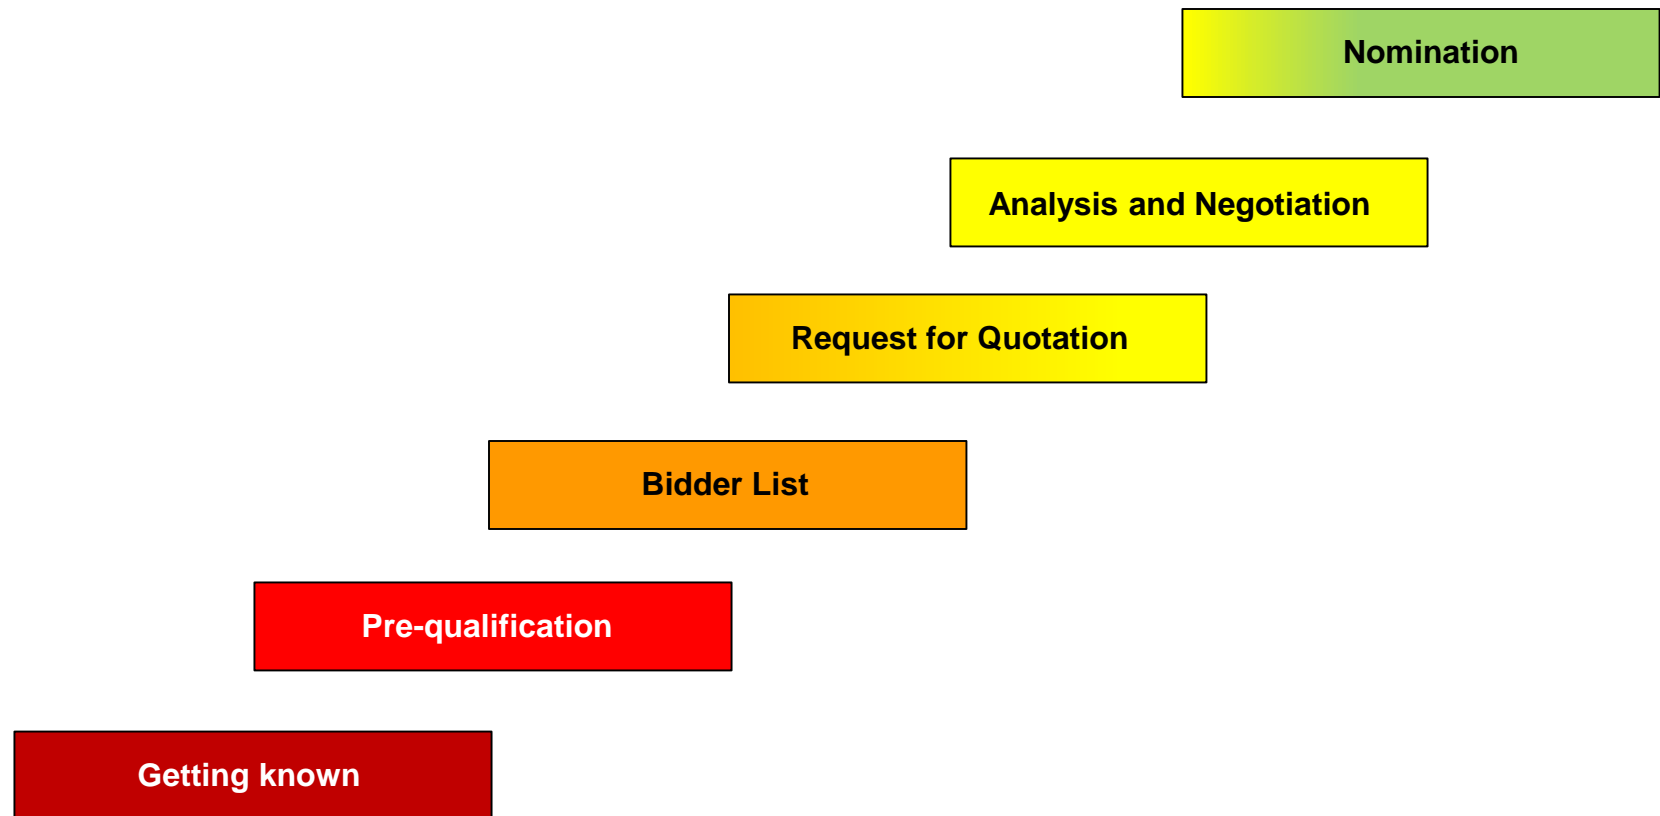 Nomination
Analysis and Negotiation
Request for Quotation
Bidder List
Pre-qualification
Getting known